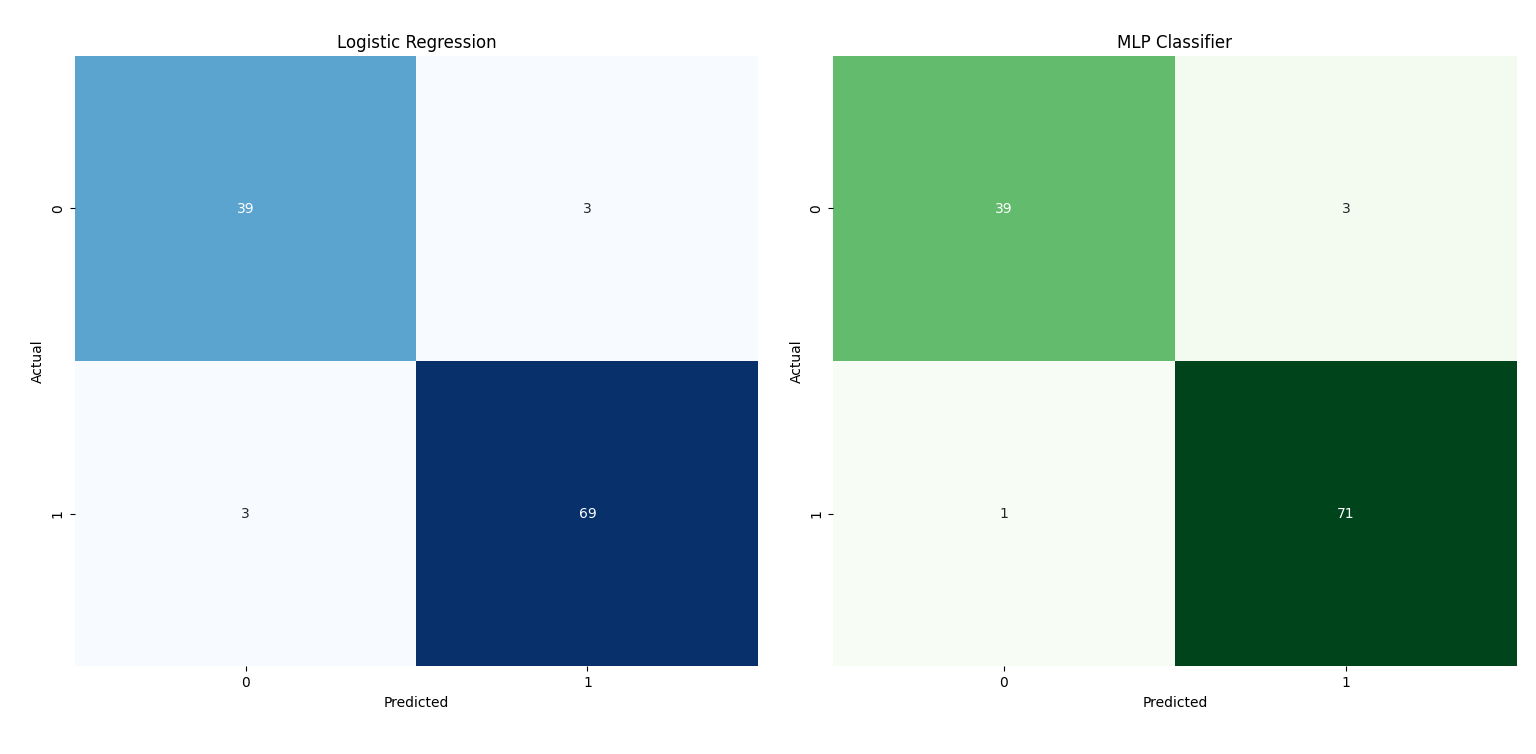 Logistic Regression
39 3
3 69
0
1
Actual
0 1
Predicted
MLP Classifier
39 3
1 71
0
1
Actual
0 1
Predicted